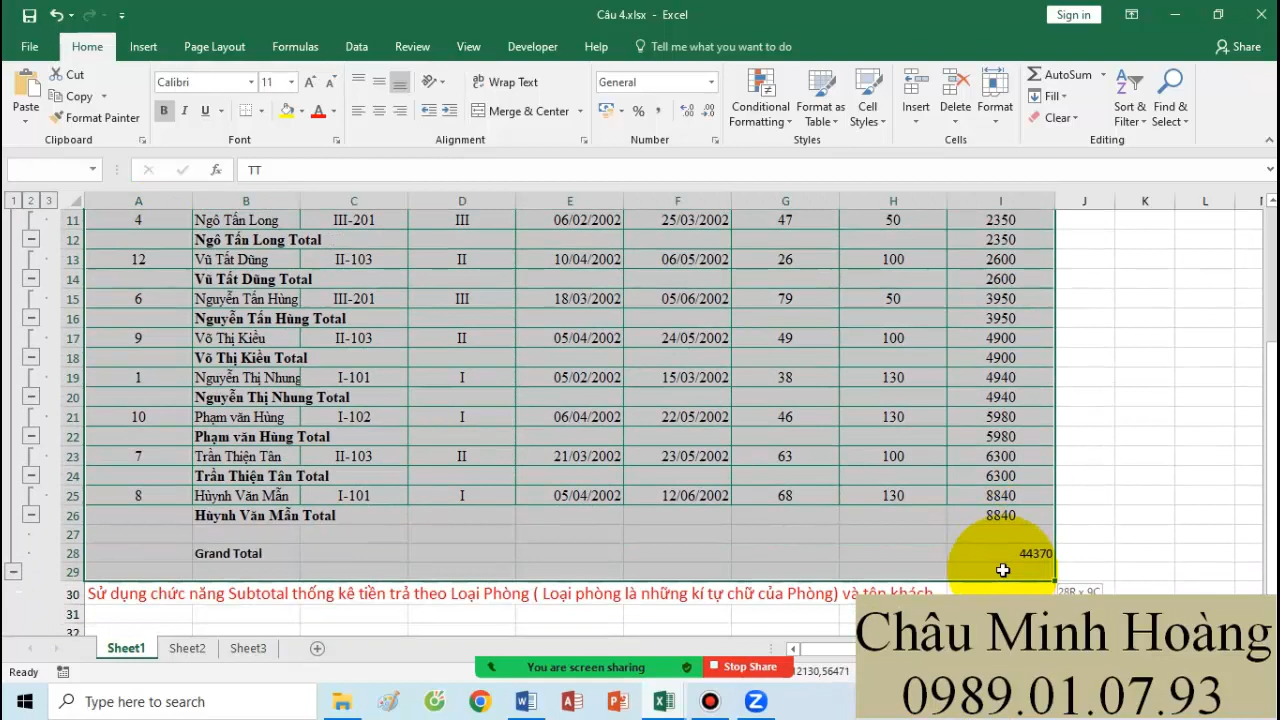 Câu 4.xlsx - Excel
Sign in
File Home Insert Page Layout Formulas Data Review View Developer Help Tell me what you want to do Share
Paste Cut Copy Format Painter Clipboard
Calibri 11 B I U Font
Wrap Text Merge & Center Alignment
General % , Number
Conditional Formatting Format as Table Cell Styles Styles
Insert Delete Format Cells
AutoSum Fill Clear Sort & Filter Find & Select Editing
fx TT
1 2 3 A B C D E F G H I J K L
11 4 Ngô Tấn Long III-201 III 06/02/2002 25/03/2002 47 50 2350
12 Ngô Tấn Long Total 2350
13 12 Vũ Tất Dũng II-103 II 10/04/2002 06/05/2002 26 100 2600
14 Vũ Tất Dũng Total 2600
15 6 Nguyễn Tấn Hùng III-201 III 18/03/2002 05/06/2002 79 50 3950
16 Nguyễn Tấn Hùng Total 3950
17 9 Võ Thị Kiều II-103 II 05/04/2002 24/05/2002 49 100 4900
18 Võ Thị Kiều Total 4900
19 1 Nguyễn Thị Nhung I-101 I 05/02/2002 15/03/2002 38 130 4940
20 Nguyễn Thị Nhung Total 4940
21 10 Phạm văn Hùng I-102 I 06/04/2002 22/05/2002 46 130 5980
22 Phạm văn Hùng Total 5980
23 7 Trần Thiện Tân II-103 II 21/03/2002 23/05/2002 63 100 6300
24 Trần Thiện Tân Total 6300
25 8 Hùynh Văn Mẫn I-101 I 05/04/2002 12/06/2002 68 130 8840
26 Hùynh Văn Mẫn Total 8840
27
28 Grand Total 44370
29
30 Sử dụng chức năng Subtotal thống kê tiền trả theo Loại Phòng ( Loại phòng là những kí tự chữ của Phòng) và tên khách
28R x 9C
31
32
Sheet1 Sheet2 Sheet3
Ready You are screen sharing Stop Share 12130,56471
Châu Minh Hoàng
0989.01.07.93
Type here to search